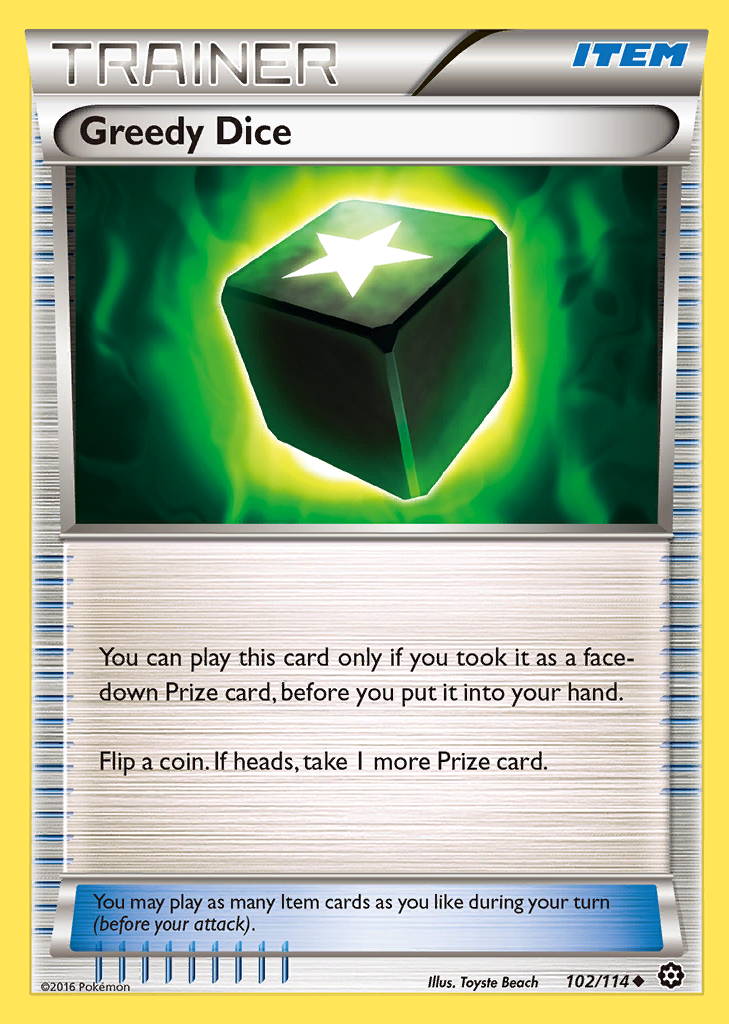 TRAINER
ITEM
Greedy Dice
You can play this card only if you took it as a face-
down Prize card, before you put it into your hand.
Flip a coin. If heads, take 1 more Prize card.
You may play as many Item cards as you like during your turn
(before your attack).
©2016 Pokémon
Illus. Toyste Beach
102/114